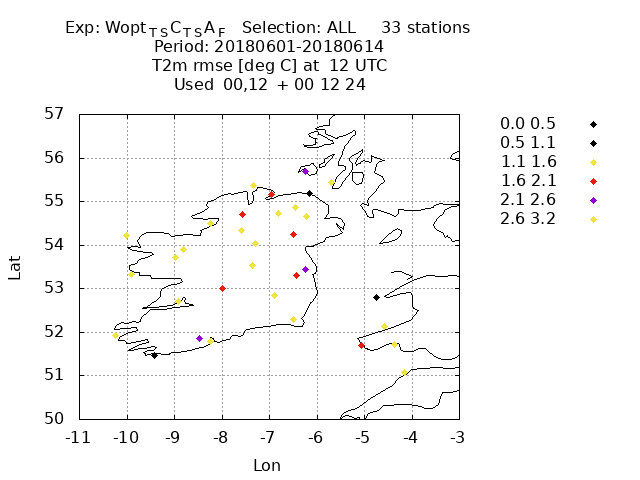 Exp: Wopt T S C T S A F Selection: ALL 33 stations
Period: 20180601-20180614
T2m rmse [deg C] at 12 UTC
Used 00,12 + 00 12 24
57
56
55
54
53
52
51
50
Lat
-11 -10 -9 -8 -7 -6 -5 -4 -3
Lon
0.0 0.5
0.5 1.1
1.1 1.6
1.6 2.1
2.1 2.6
2.6 3.2